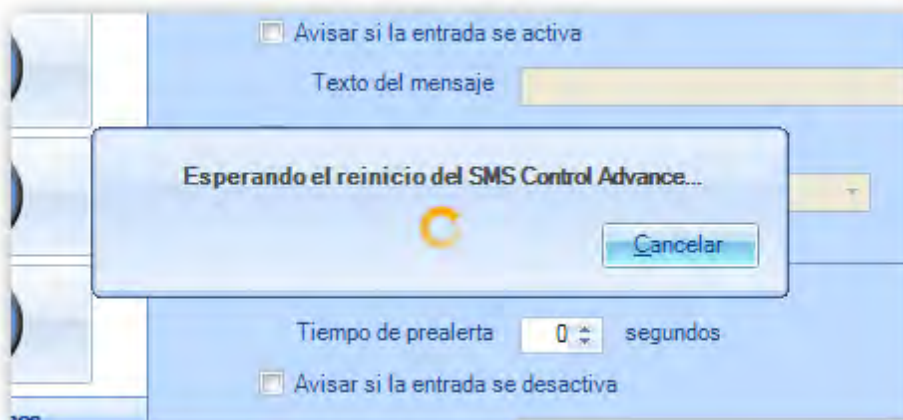 Avisar si la entrada se activa
Texto del mensaje
Esperando el reinicio del SMS Control Advance...
Cancelar
Tiempo de prealerta 0 segundos
Avisar si la entrada se desactiva